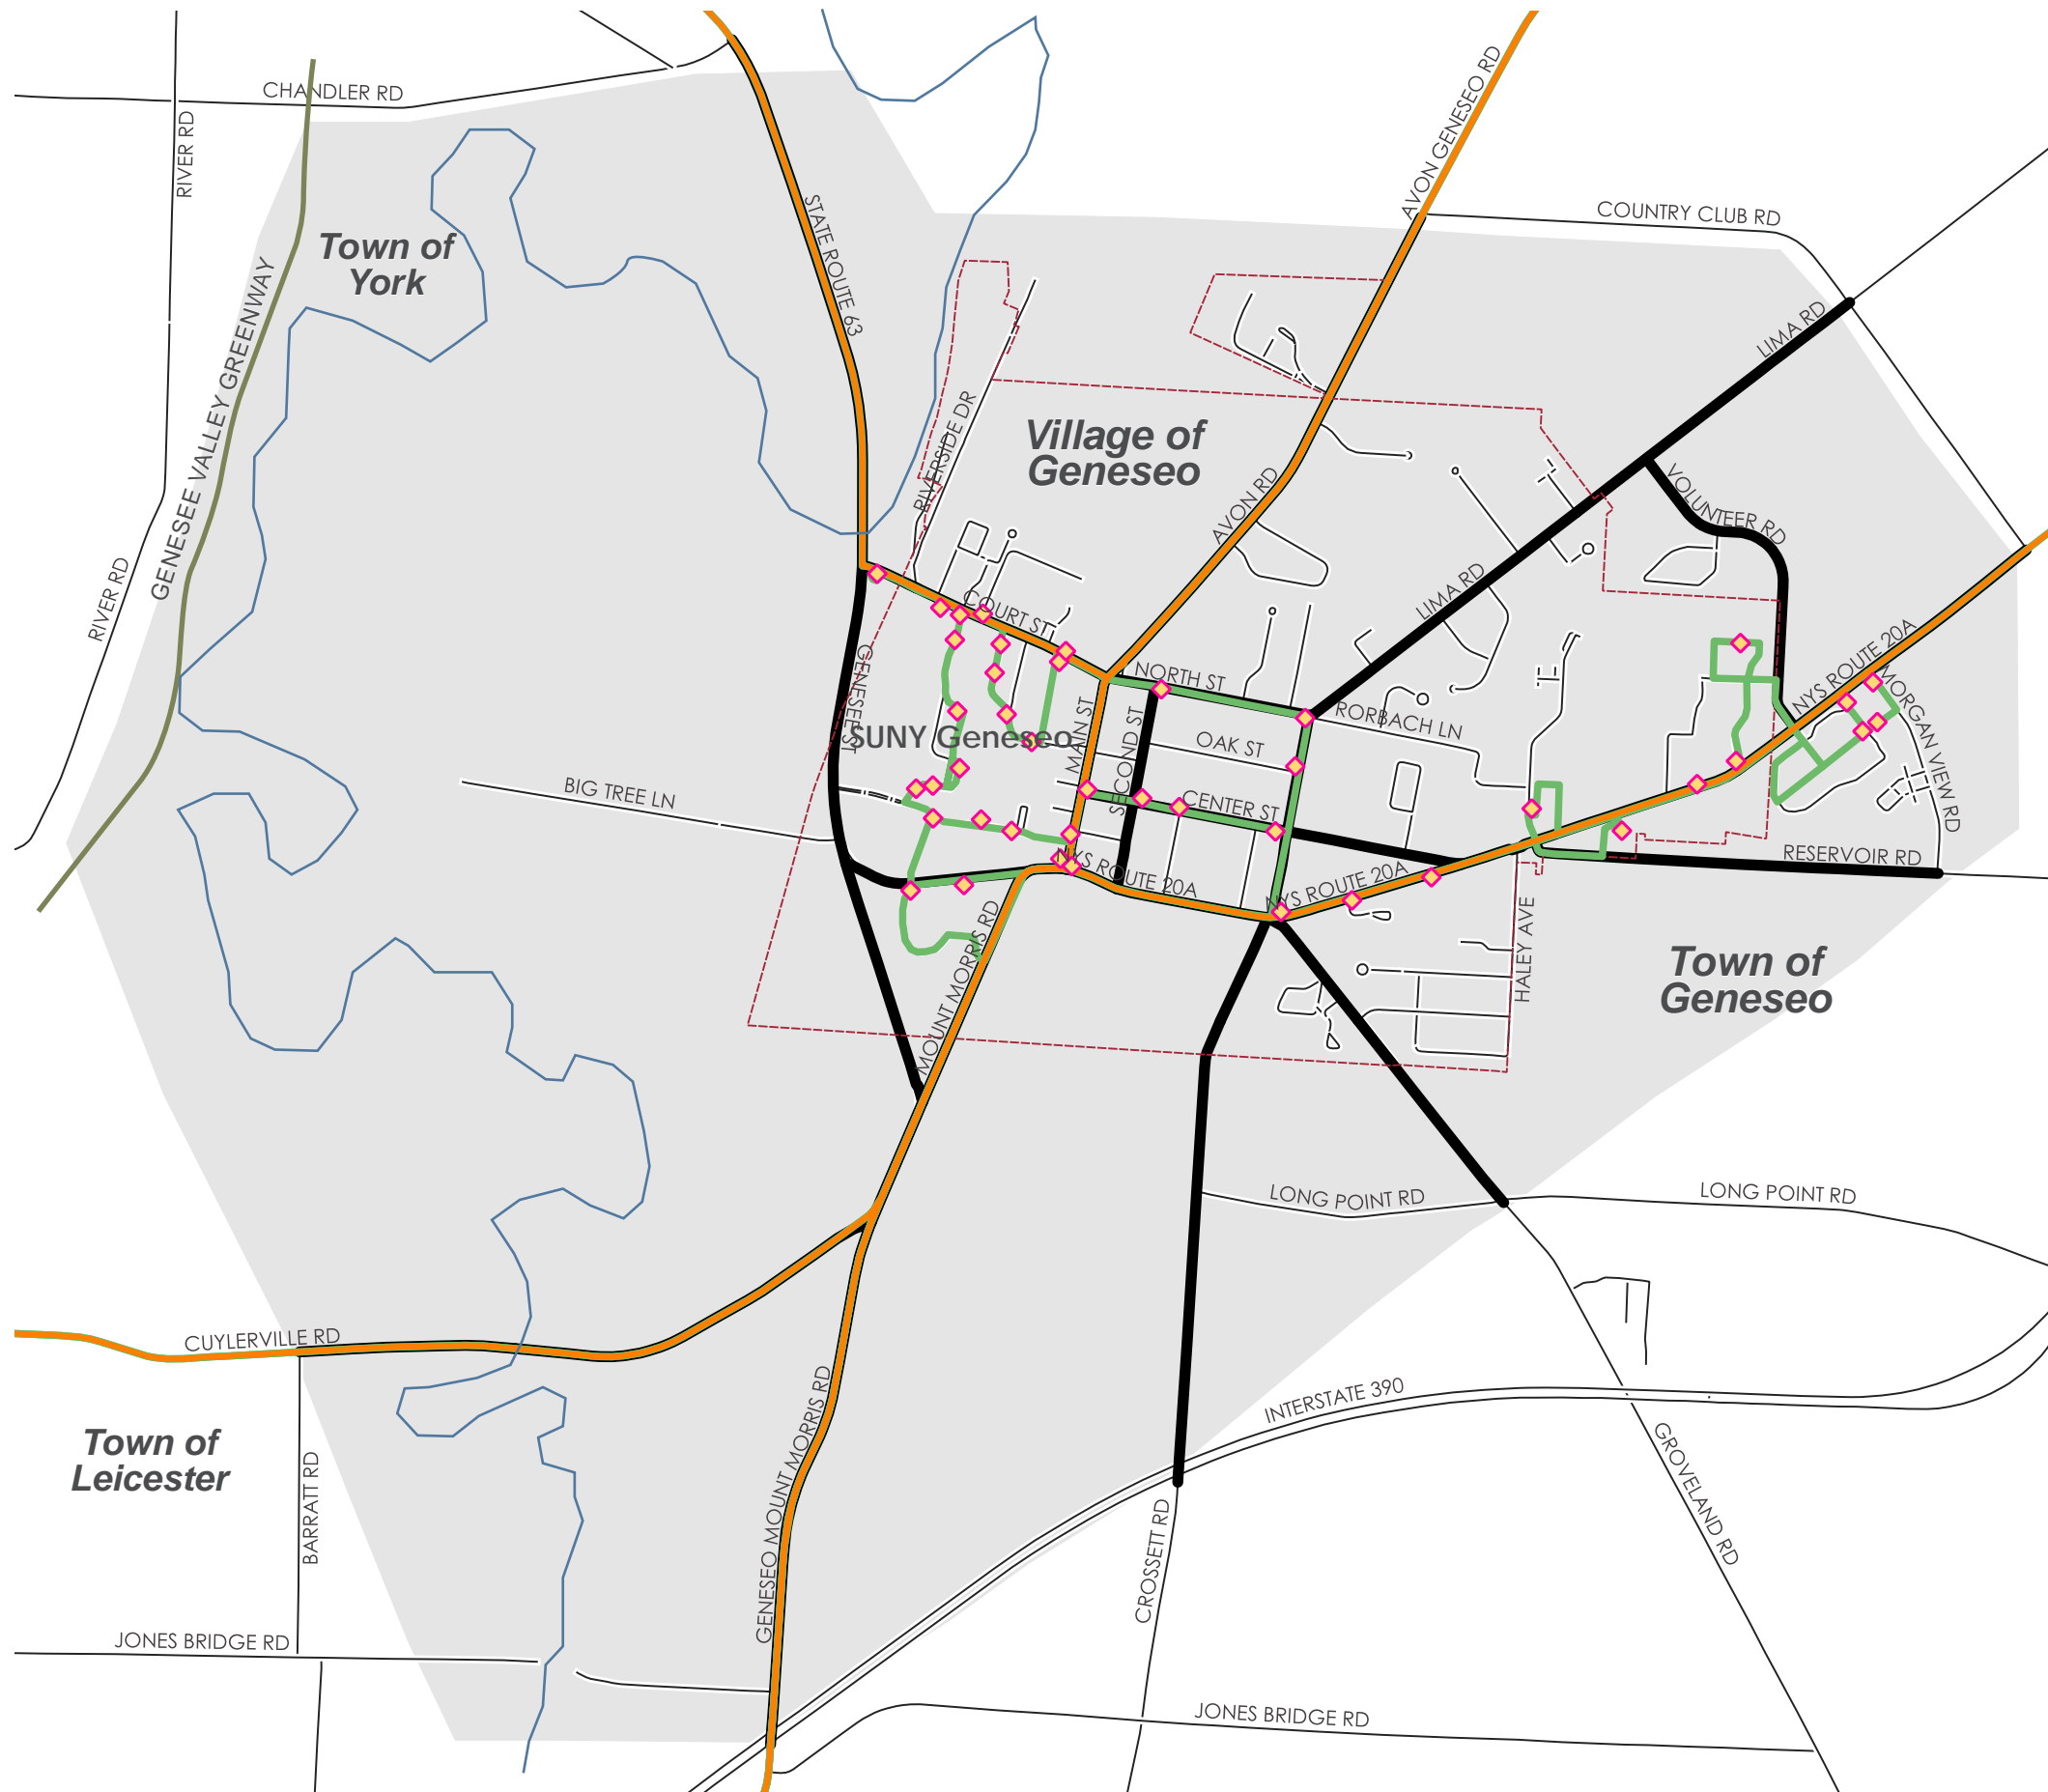 CHANDLER RD
RIVER RD
AVON GENESEO RD
COUNTRY CLUB RD
STATE ROUTE 63
Town of
York
GENESEE VALLEY GREENWAY
LIMA RD
RIVERSIDE DR
Village of
Geneseo
AVON RD
VOLUNTEER RD
RIVER RD
COURT ST
LIMA RD
NYS ROUTE 20A
GENESEE ST
NORTH ST
MORGAN VIEW RD
SUNY Geneseo
MAIN ST
SECOND ST
OAK ST
RORBACH LN
BIG TREE LN
CENTER ST
NYS ROUTE 20A
NYS ROUTE 20A
RESERVOIR RD
MOUNT MORRIS RD
HALEY AVE
Town of
Geneseo
LONG POINT RD
LONG POINT RD
CUYLERVILLE RD
GENESEO MOUNT MORRIS RD
INTERSTATE 390
Town of
Leicester
BARRATT RD
CROSSETT RD
GROVELAND RD
JONES BRIDGE RD
JONES BRIDGE RD